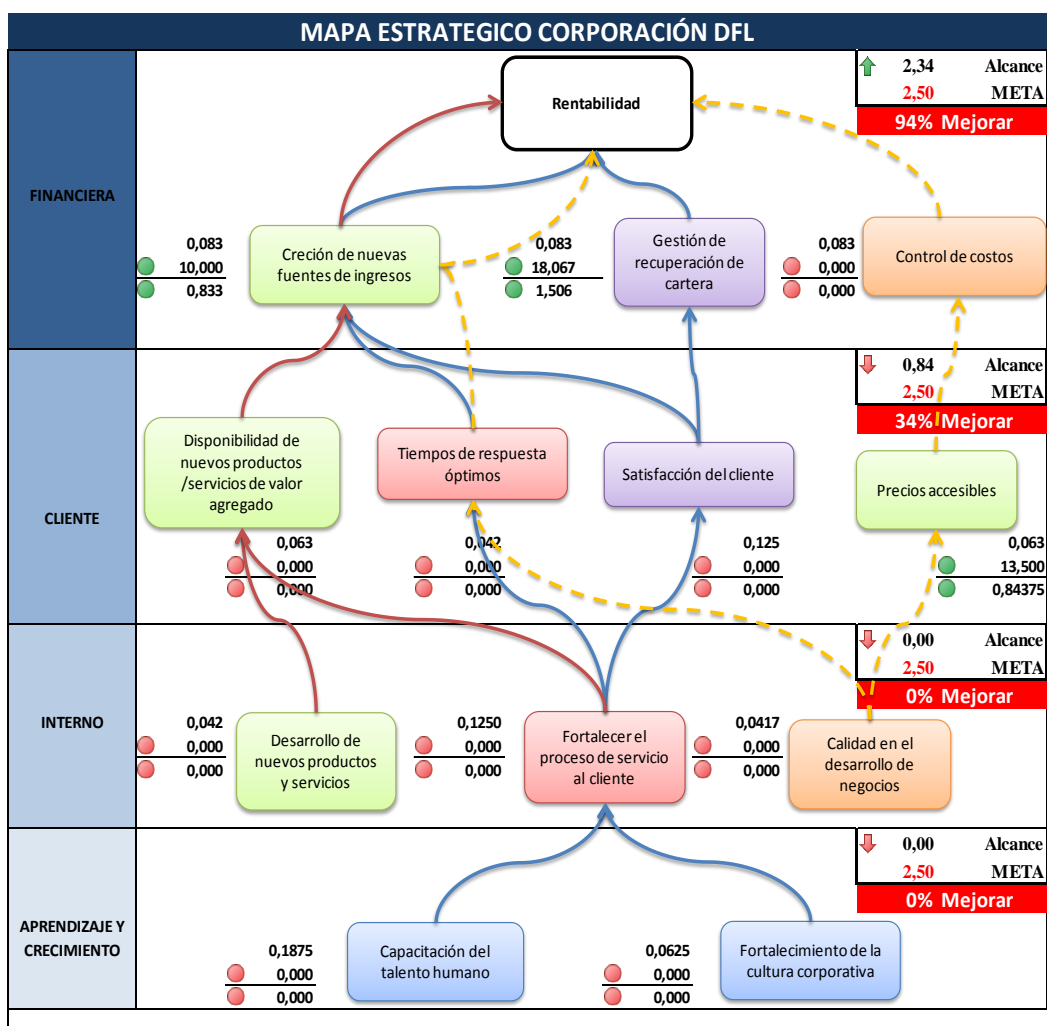 MAPA ESTRATEGICO CORPORACIÓN DFL
FINANCIERA
Rentabilidad
2,34 Alcance
2,50 META
94% Mejorar
0,083
10,000
0,833
Creción de nuevas
fuentes de ingresos
0,083
18,067
1,506
Gestión de
recuperación de
cartera
0,083
0,000
0,000
Control de costos
CLIENTE
0,84 Alcance
2,50 META
34% Mejorar
Disponibilidad de
nuevos productos
/servicios de valor
agregado
Tiempos de respuesta
óptimos
Satisfacción del cliente
Precios accesibles
0,063
0,000
0,000
0,042
0,000
0,000
0,125
0,000
0,000
0,063
13,500
0,84375
INTERNO
0,00 Alcance
2,50 META
0% Mejorar
0,042
0,000
0,000
Desarrollo de
nuevos productos
y servicios
0,1250
0,000
0,000
Fortalecer el
proceso de servicio
al cliente
0,0417
0,000
0,000
Calidad en el
desarrollo de
negocios
APRENDIZAJE Y
CRECIMIENTO
0,00 Alcance
2,50 META
0% Mejorar
0,1875
0,000
0,000
Capacitación del
talento humano
0,0625
0,000
0,000
Fortalecimiento de la
cultura corporativa